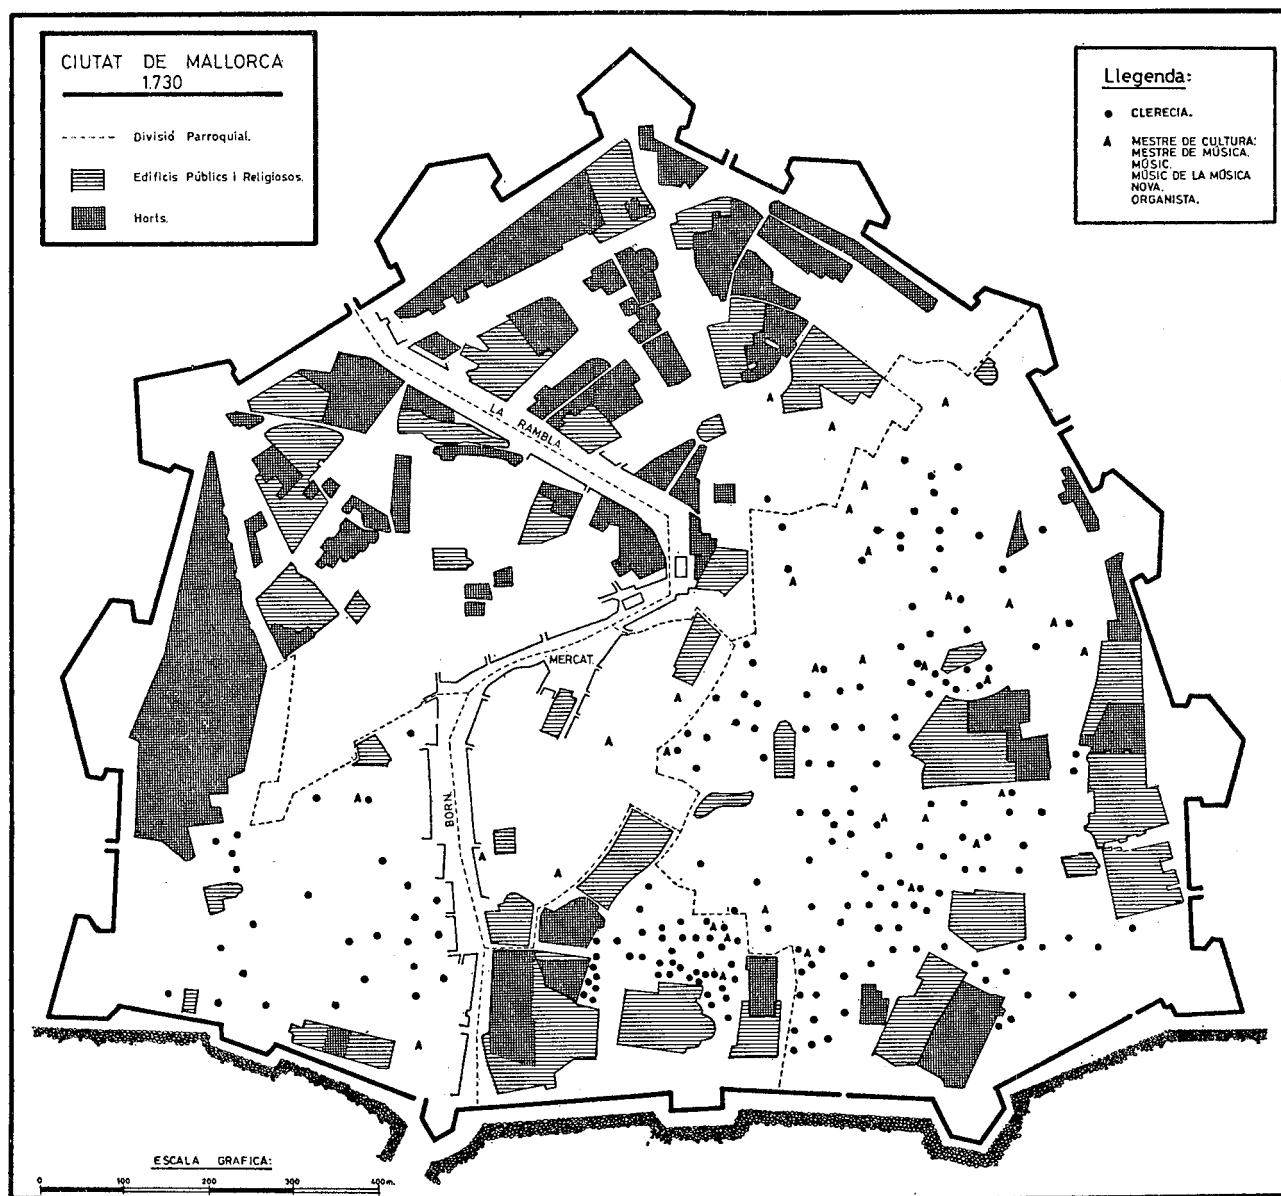 CIUTAT DE MALLORCA
1.730
Divisió Parroquial.
Edificis Públics i Religiosos.
Horts.
Llegenda:
CLERECIA.
A MESTRE DE CULTURA:
MESTRE DE MÚSICA.
MÚSIC.
MÚSIC DE LA MÚSICA
NOVA.
ORGANISTA.
LA RAMBLA
MERCAT.
BORN.
ESCALA GRAFICA:
0 100 200 300 400 m.